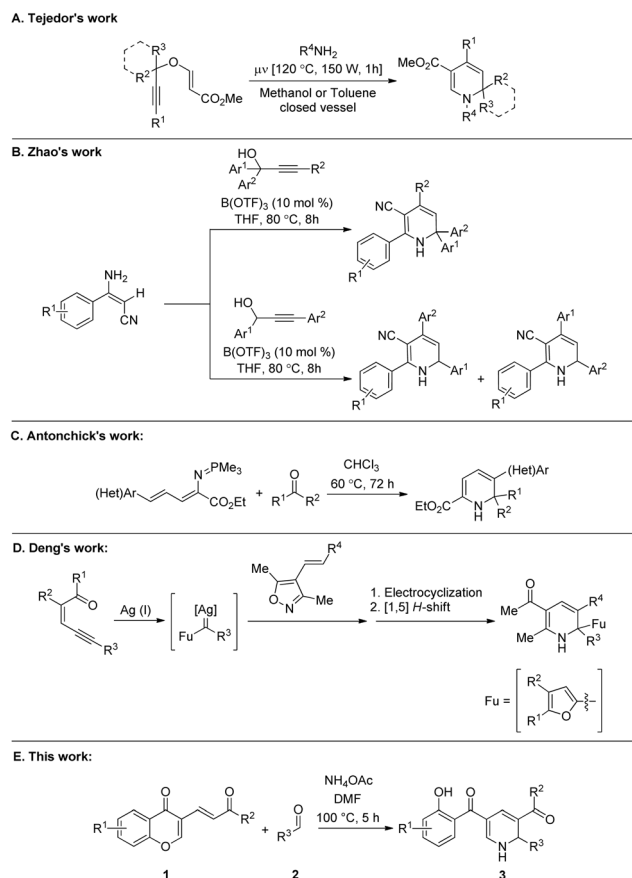 A. Tejedor's work
R³
R²
O
CO₂Me
R¹
R⁴NH₂
μν [120 °C, 150 W, 1h]
Methanol or Toluene
closed vessel
R¹
MeO₂C
R²
N
R³
R⁴
B. Zhao's work
HO
Ar¹
R²
Ar²
B(OTF)₃ (10 mol %)
THF, 80 °C, 8h
R²
NC
Ar²
N
H
Ar¹
R¹
NH₂
R¹
H
CN
HO
Ar²
Ar¹
B(OTF)₃ (10 mol %)
THF, 80 °C, 8h
Ar²
NC
N
H
Ar¹
R¹
+
Ar¹
NC
N
H
Ar²
R¹
C. Antonchick's work:
N=PMe₃
(Het)Ar
CO₂Et
+
O
R¹ R²
CHCl₃
60 °C, 72 h
(Het)Ar
R¹
EtO₂C
N
H
R²
D. Deng's work:
R¹
R²
O
R³
Ag (I)
[Ag]
Fu R³
R⁴
Me
O
N
Me
1. Electrocyclization
2. [1,5] H-shift
O
R⁴
Me
Fu
Me
N
H
R³
Fu =
R²
R¹
O
E. This work:
O O
R¹
R²
O
1
+
O
R³
2
NH₄OAc
DMF
100 °C, 5 h
OH
O
R²
O
R¹
N
H
R³
3